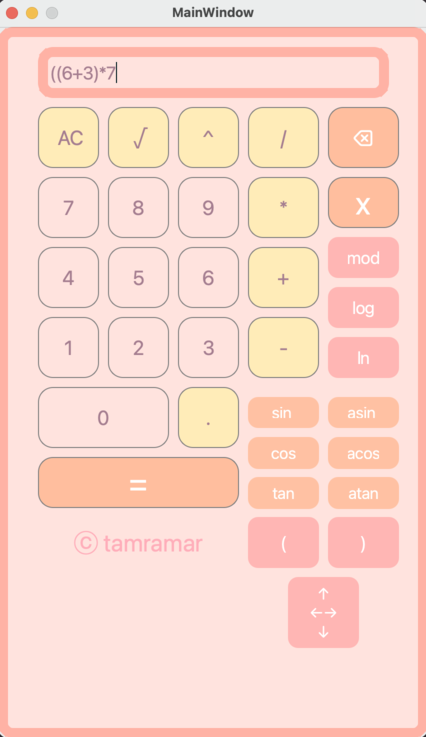 MainWindow
((6+3)*7
AC √ ^ /
7 8 9 * X
mod
4 5 6 +
log
1 2 3 -
ln
0 . sin asin
cos acos
= tan atan
© tamramar ( )
↑
←→
↓